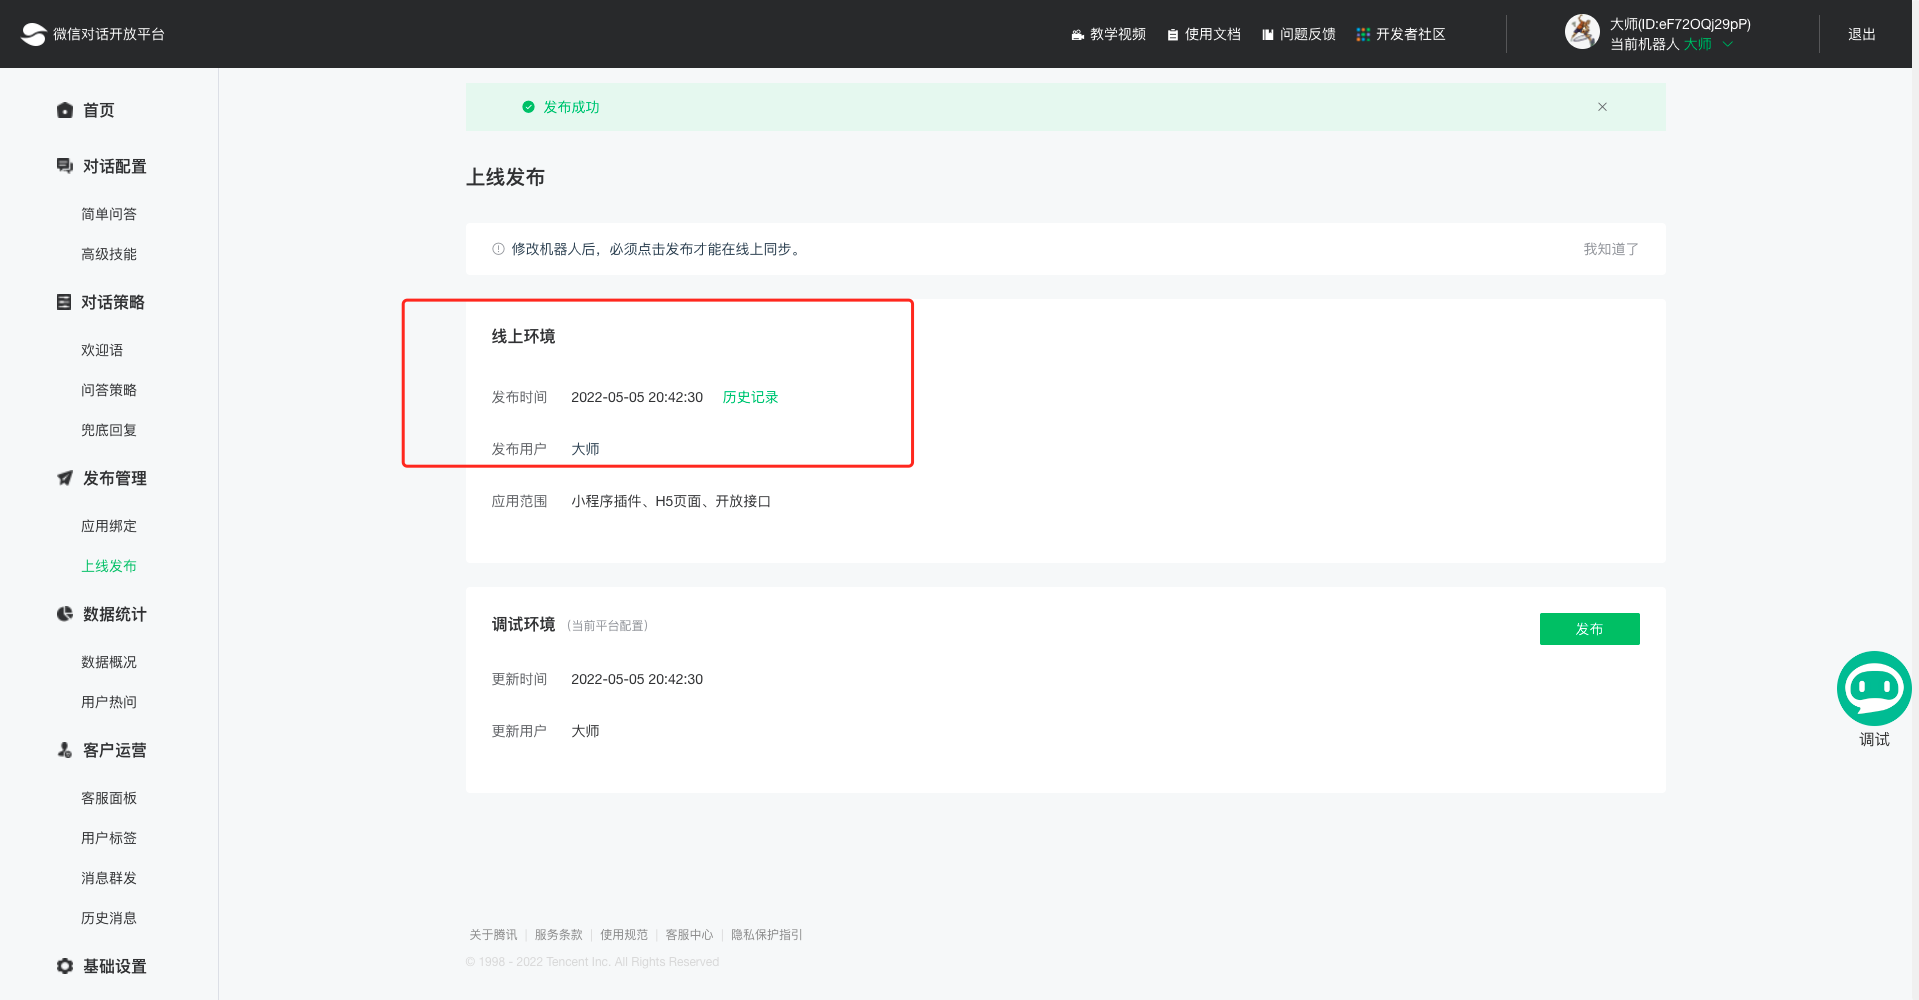 微信对话开放平台
教学视频
使用文档
问题反馈
开发者社区
大师(ID:eF72OQj29pP)
当前机器人 大师
退出
首页
对话配置
简单问答
高级技能
对话策略
欢迎语
问答策略
兜底回复
发布管理
应用绑定
上线发布
数据统计
数据概况
用户热问
客户运营
客服面板
用户标签
消息群发
历史消息
基础设置
发布成功
上线发布
修改机器人后，必须点击发布才能在线上同步。
我知道了
线上环境
发布时间 2022-05-05 20:42:30 历史记录
发布用户 大师
应用范围 小程序插件、H5页面、开放接口
调试环境 （当前平台配置）
发布
更新时间 2022-05-05 20:42:30
更新用户 大师
调试
关于腾讯 | 服务条款 | 使用规范 | 客服中心 | 隐私保护指引
© 1998 - 2022 Tencent Inc. All Rights Reserved